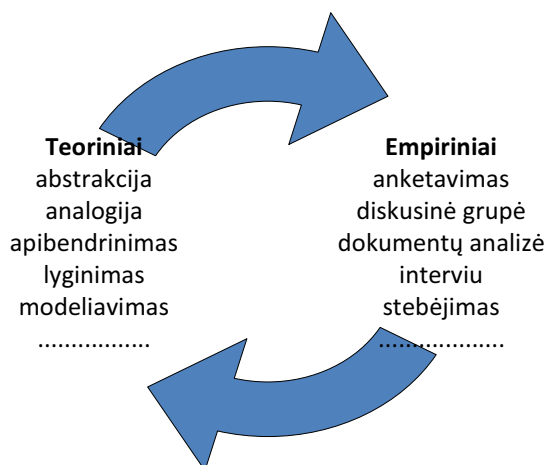 Teoriniai
abstrakcija
analogija
apibendrinimas
lyginimas
modeliavimas
.................
Empiriniai
anketavimas
diskusinė grupė
dokumentų analizė
interviu
stebėjimas
...................